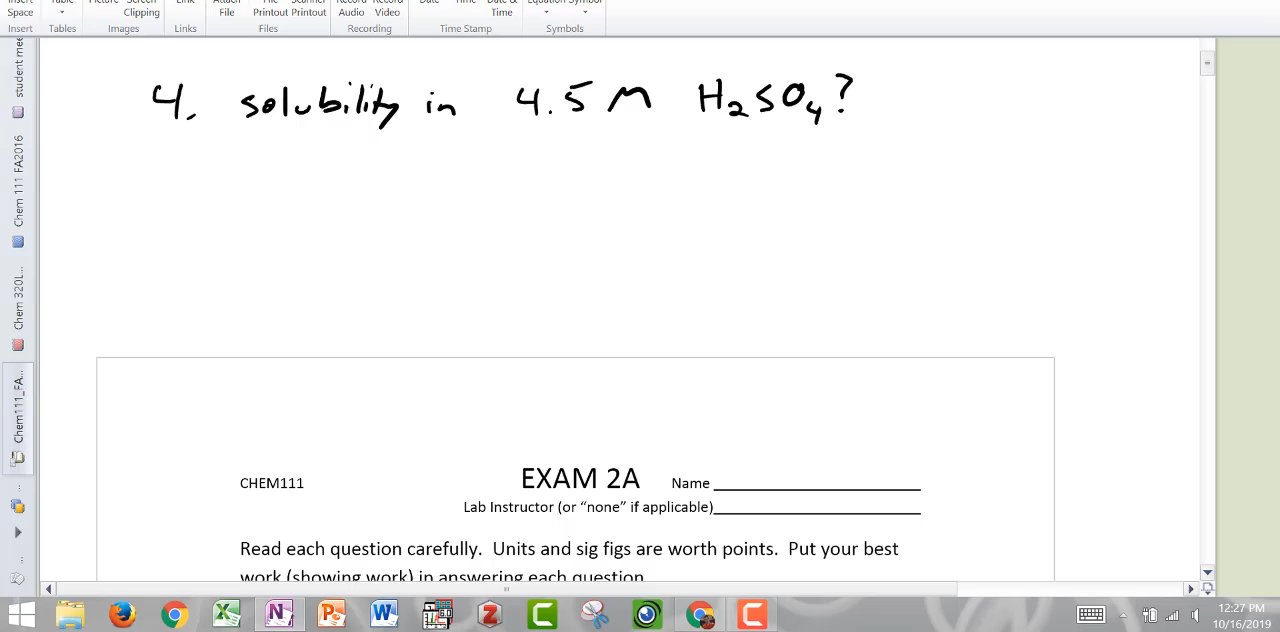 Insert Table Picture Screen Link Attach File Scanner Record Record Date Time Date & Equation Symbol
Space Clipping File Printout Printout Audio Video Time
Insert Tables Images Links Files Recording Time Stamp Symbols
student mee
Chem 111 FA2016
Chem 320L...
Chem111_FA...
4. solubility in 4.5 M H₂SO₄?
CHEM111 EXAM 2A Name ____________________
Lab Instructor (or “none” if applicable)____________________
Read each question carefully. Units and sig figs are worth points. Put your best
work (showing work) in answering each question.
12:27 PM
10/16/2019